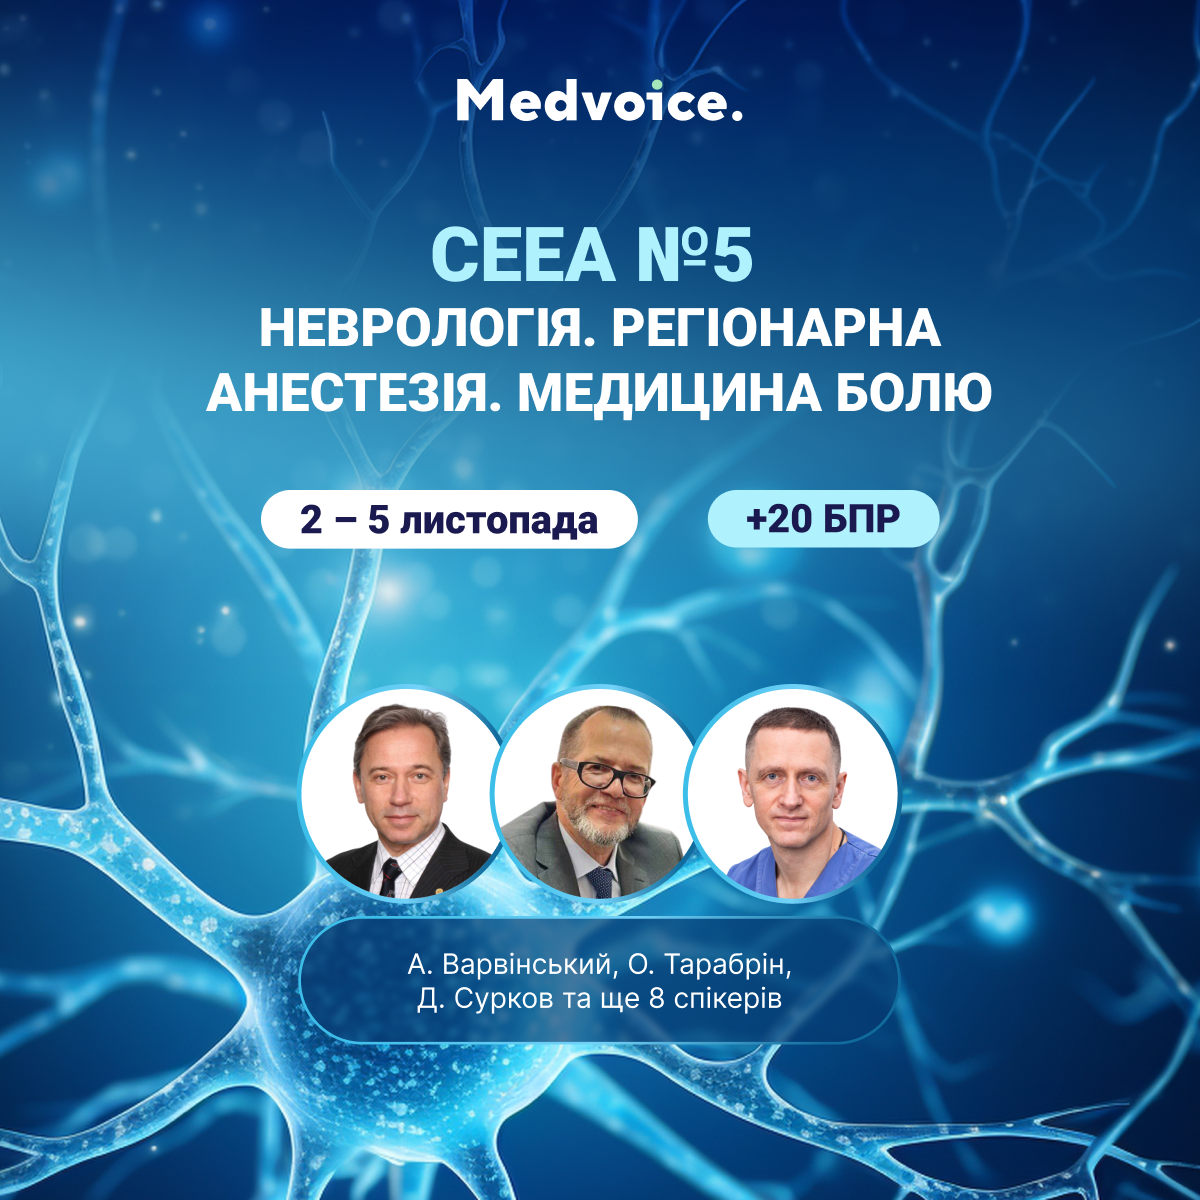 Medvoice.
СЕЕА №5
НЕВРОЛОГІЯ. РЕГІОНАРНА
АНЕСТЕЗІЯ. МЕДИЦИНА БОЛЮ
2 – 5 листопада
+20 БПР
А. Варвінський, О. Тарабрін,
Д. Сурков та ще 8 спікерів